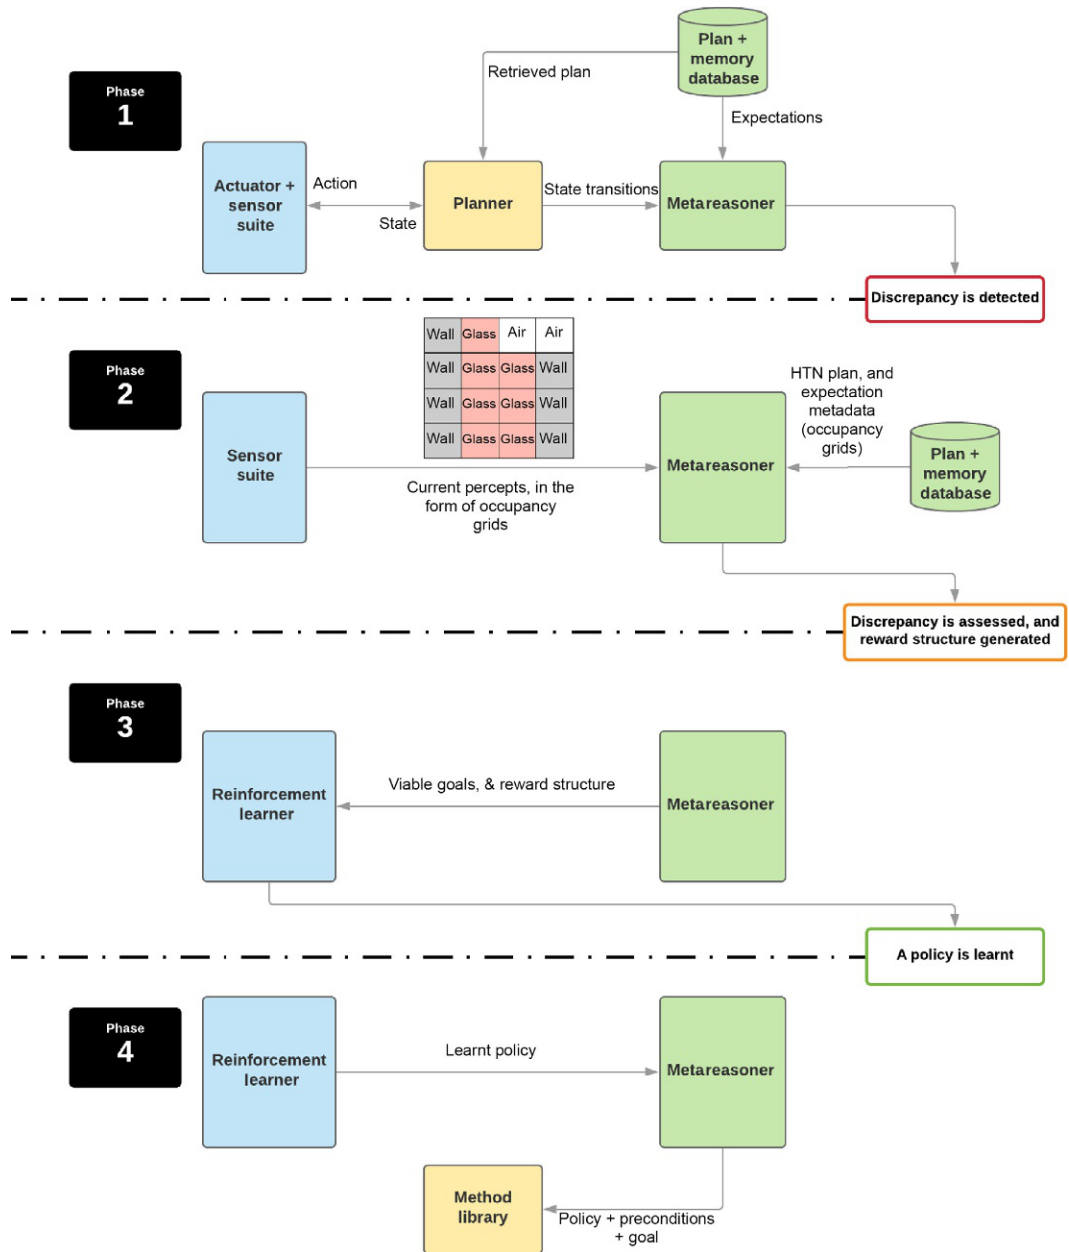 Phase
1
Plan +
memory
database
Retrieved plan
Expectations
Actuator +
sensor
suite
Action
State
Planner
State transitions
Metareasoner
Discrepancy is detected
Phase
2
Wall Glass Air Air
Wall Glass Glass Wall
Wall Glass Glass Wall
Wall Glass Glass Wall
Sensor
suite
Current percepts, in the
form of occupancy
grids
Metareasoner
HTN plan, and
expectation
metadata
(occupancy
grids)
Plan +
memory
database
Discrepancy is assessed, and
reward structure generated
Phase
3
Reinforcement
learner
Viable goals, & reward structure
Metareasoner
A policy is learnt
Phase
4
Reinforcement
learner
Learnt policy
Metareasoner
Method
library
Policy + preconditions
+ goal